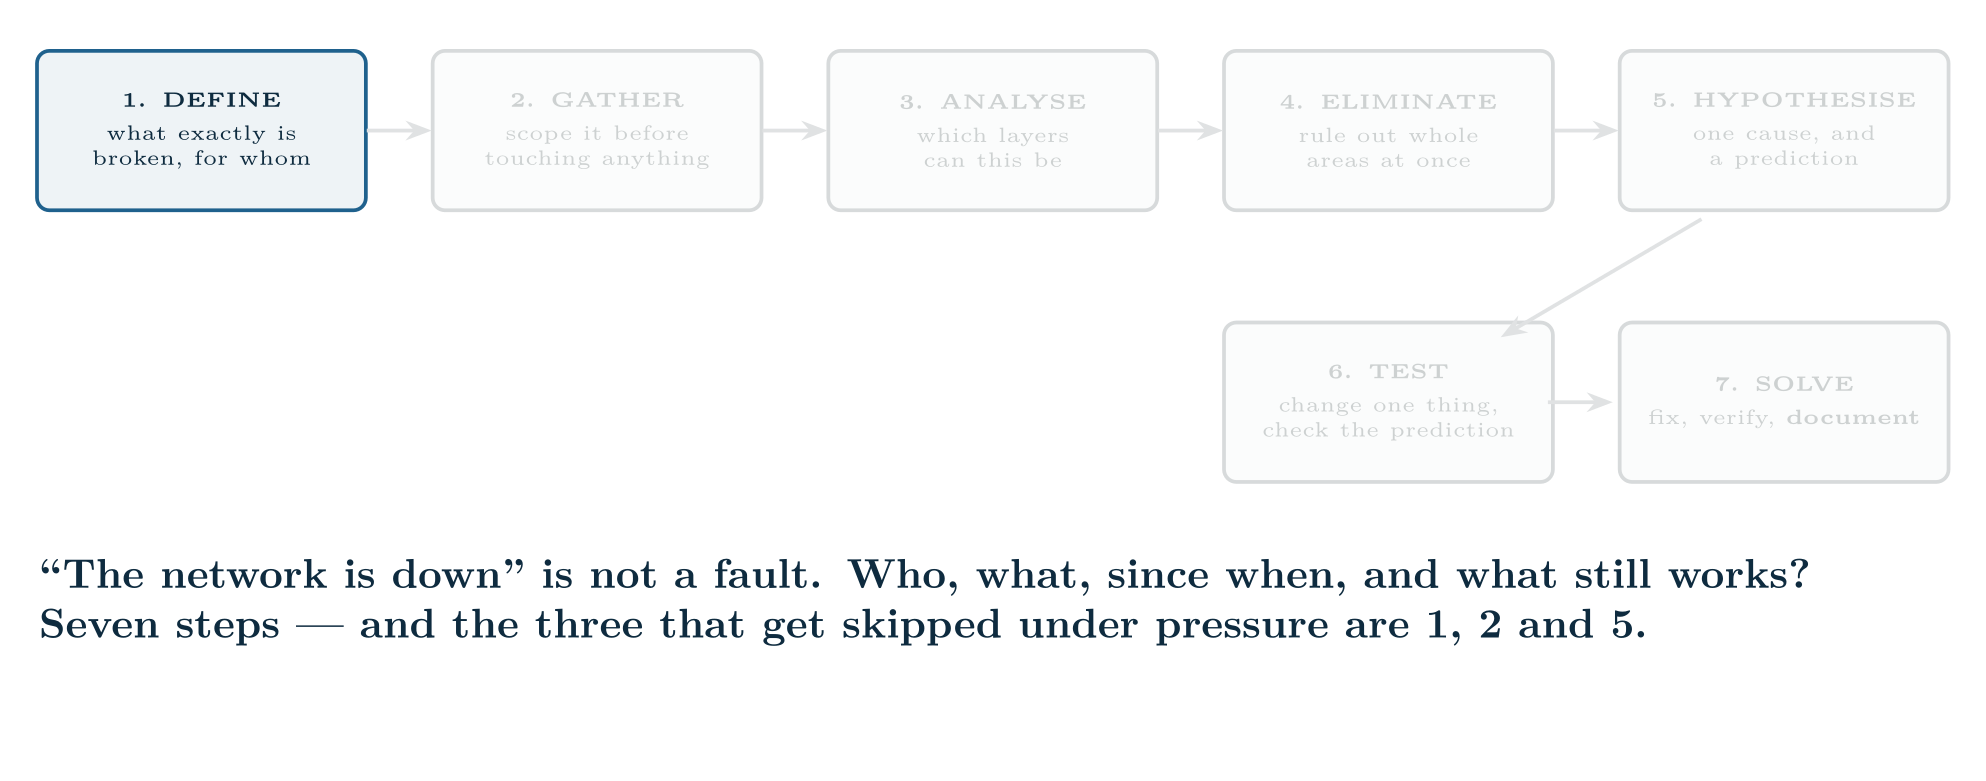 1. DEFINE
what exactly is
broken, for whom
2. GATHER
scope it before
touching anything
3. ANALYSE
which layers
can this be
4. ELIMINATE
rule out whole
areas at once
5. HYPOTHESISE
one cause, and
a prediction
6. TEST
change one thing,
check the prediction
7. SOLVE
fix, verify, document
“The network is down” is not a fault. Who, what, since when, and what still works?
Seven steps — and the three that get skipped under pressure are 1, 2 and 5.